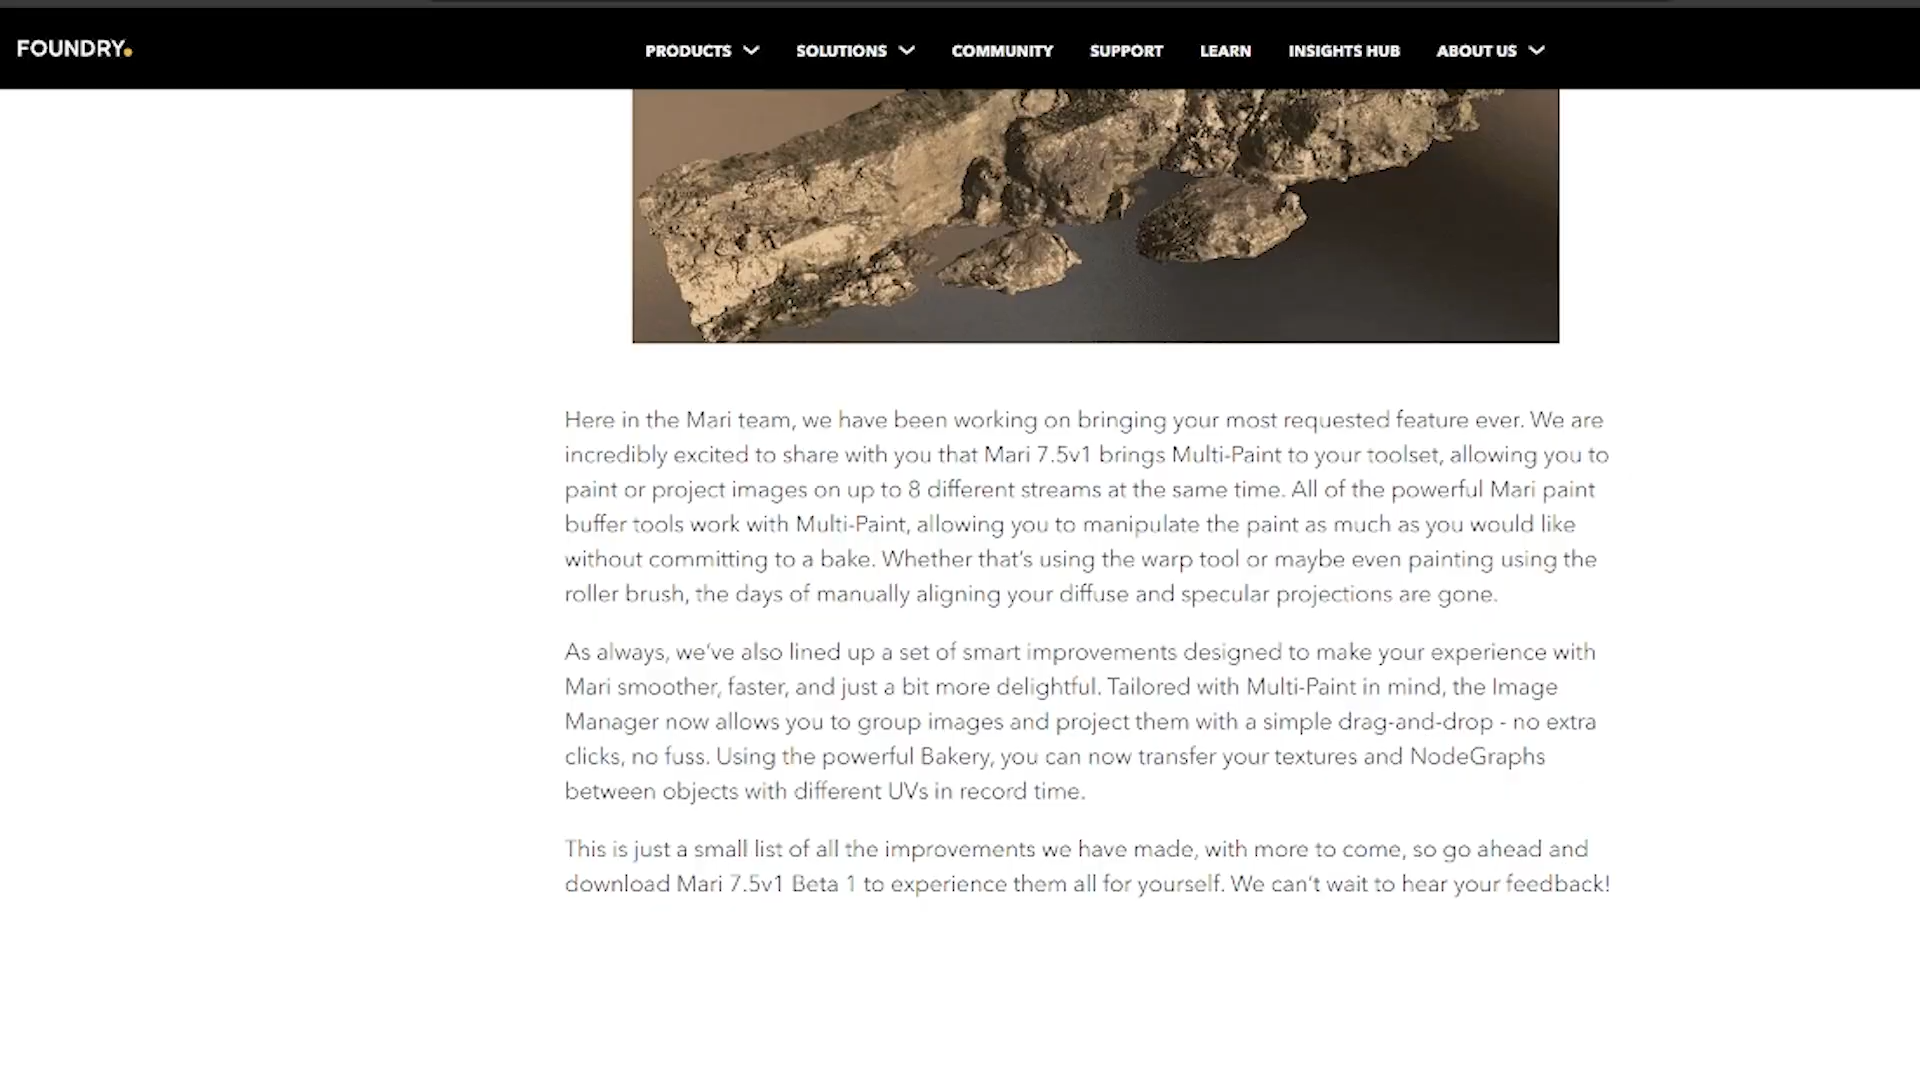 FOUNDRY.
PRODUCTS SOLUTIONS COMMUNITY SUPPORT LEARN INSIGHTS HUB ABOUT US
Here in the Mari team, we have been working on bringing your most requested feature ever. We are
incredibly excited to share with you that Mari 7.5v1 brings Multi-Paint to your toolset, allowing you to
paint or project images on up to 8 different streams at the same time. All of the powerful Mari paint
buffer tools work with Multi-Paint, allowing you to manipulate the paint as much as you would like
without committing to a bake. Whether that's using the warp tool or maybe even painting using the
roller brush, the days of manually aligning your diffuse and specular projections are gone.
As always, we've also lined up a set of smart improvements designed to make your experience with
Mari smoother, faster, and just a bit more delightful. Tailored with Multi-Paint in mind, the Image
Manager now allows you to group images and project them with a simple drag-and-drop - no extra
clicks, no fuss. Using the powerful Bakery, you can now transfer your textures and NodeGraphs
between objects with different UVs in record time.
This is just a small list of all the improvements we have made, with more to come, so go ahead and
download Mari 7.5v1 Beta 1 to experience them all for yourself. We can't wait to hear your feedback!